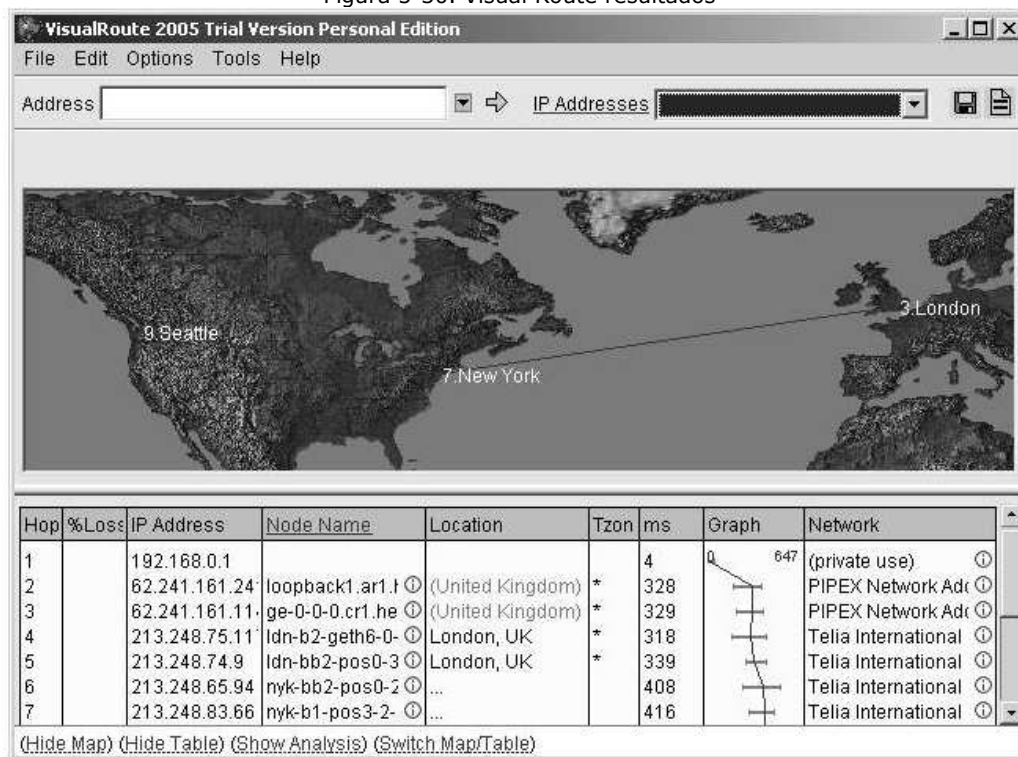 Figura 5-30: Visual Route resultados
VisualRoute 2005 Trial Version Personal Edition
File Edit Options Tools Help
Address IP Addresses
9.Seattle
7.New York
3.London
Hop %Loss IP Address Node Name Location Tzon ms Graph Network
1 192.168.0.1 4 0 647 (private use)
2 62.241.161.24 loopback1.ar1. (United Kingdom) * 328 PIPEX Network Add
3 62.241.161.11 ge-0-0-0.cr1.he (United Kingdom) * 329 PIPEX Network Add
4 213.248.75.11 ldn-b2-geth6-0- London, UK * 318 Telia International
5 213.248.74.9 ldn-bb2-pos0-3 London, UK * 339 Telia International
6 213.248.65.94 nyk-bb2-pos0-2 ... 408 Telia International
7 213.248.83.66 nyk-b1-pos3-2- ... 416 Telia International
(Hide Map) (Hide Table) (Show Analysis) (Switch Map/Table)